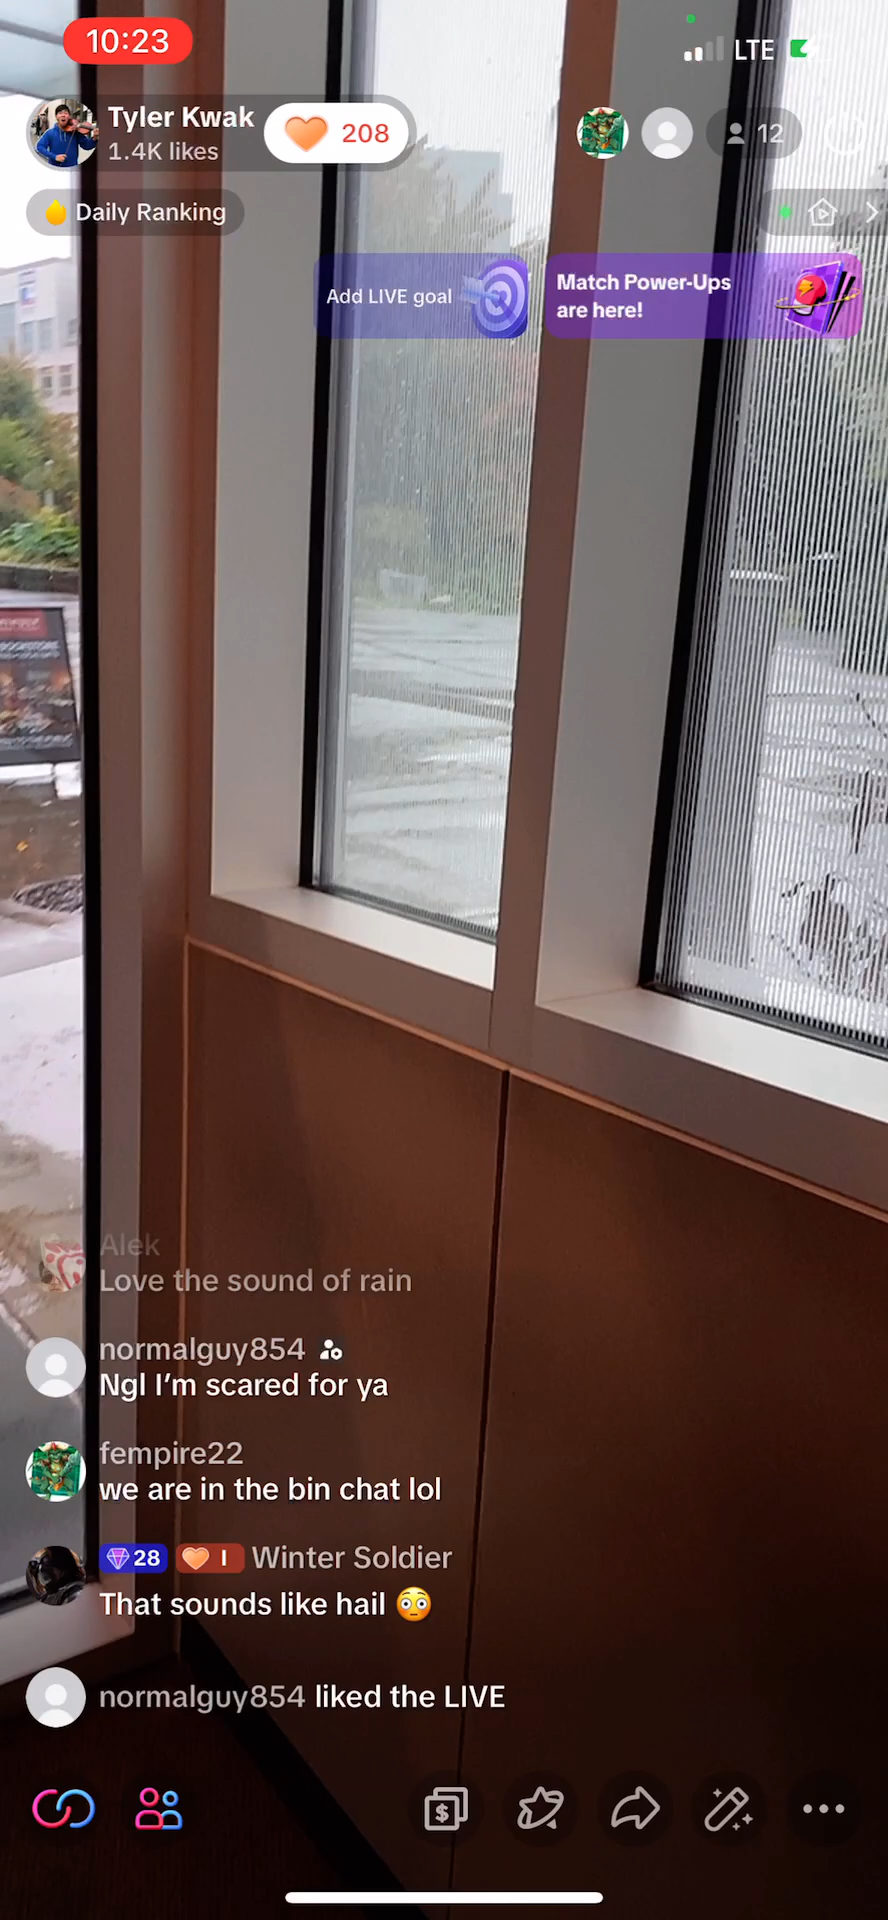 10:23
LTE
Tyler Kwak
1.4K likes
208
12
Daily Ranking
Add LIVE goal
Match Power-Ups
are here!
Alek
Love the sound of rain
normalguy854
Ngl I’m scared for ya
fempire22
we are in the bin chat lol
28 I Winter Soldier
That sounds like hail 😳
normalguy854 liked the LIVE